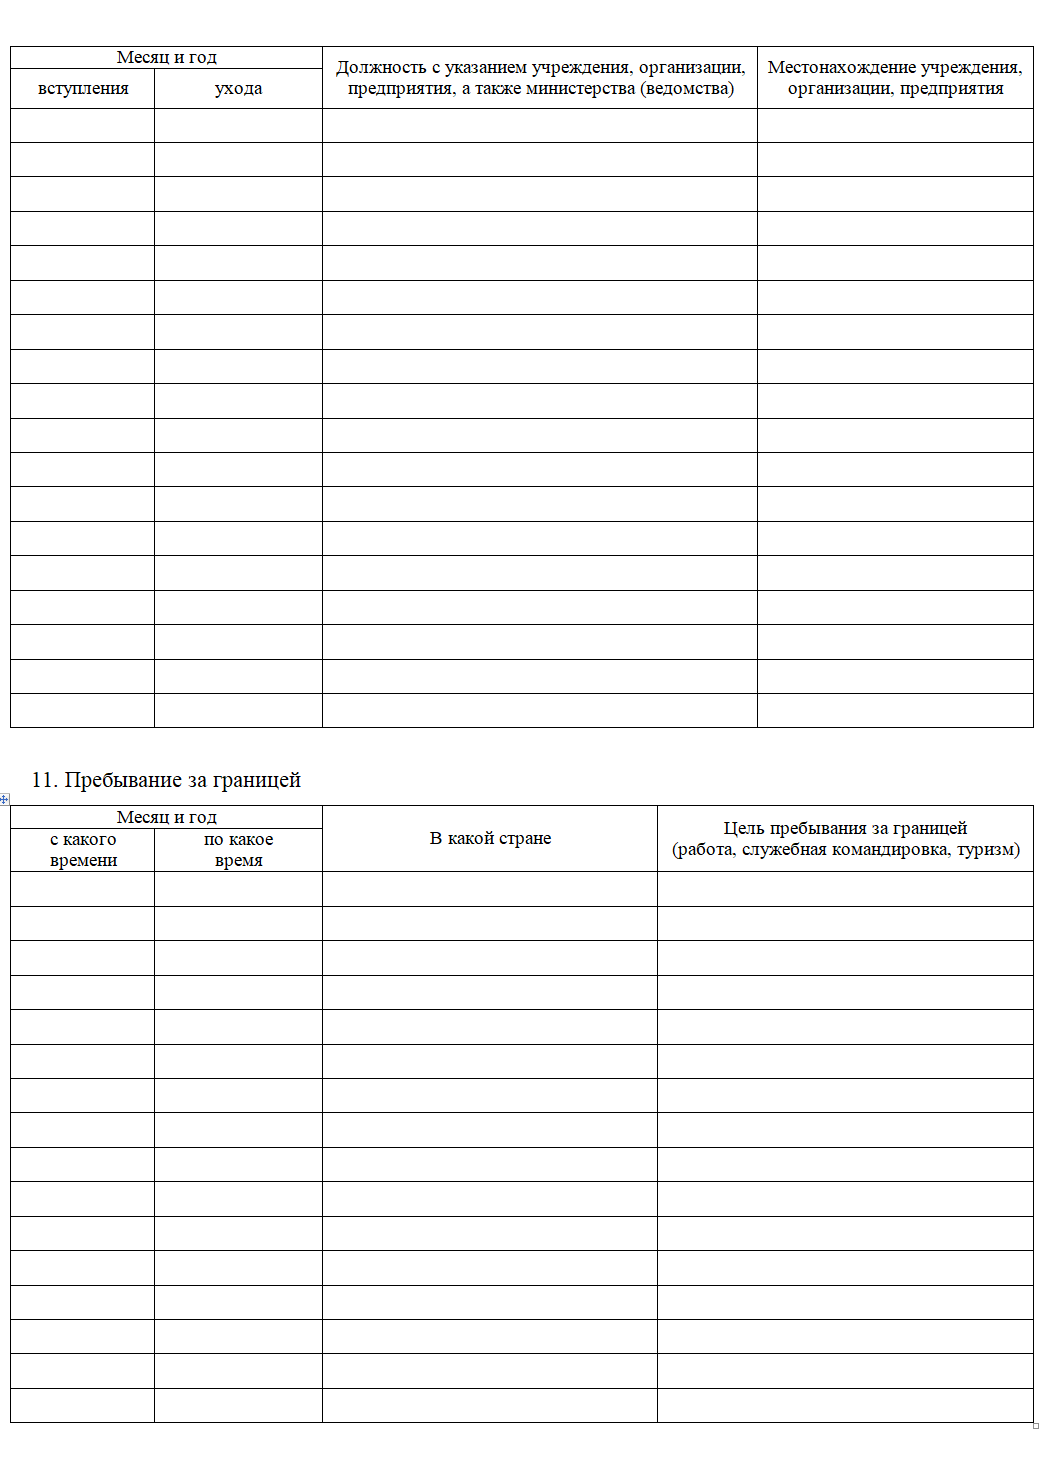 Месяц и год
Должность с указанием учреждения, организации,
предприятия, а также министерства (ведомства)
Местонахождение учреждения,
организации, предприятия
вступления
ухода
11. Пребывание за границей
Месяц и год
В какой стране
Цель пребывания за границей
(работа, служебная командировка, туризм)
с какого
времени
по какое
время